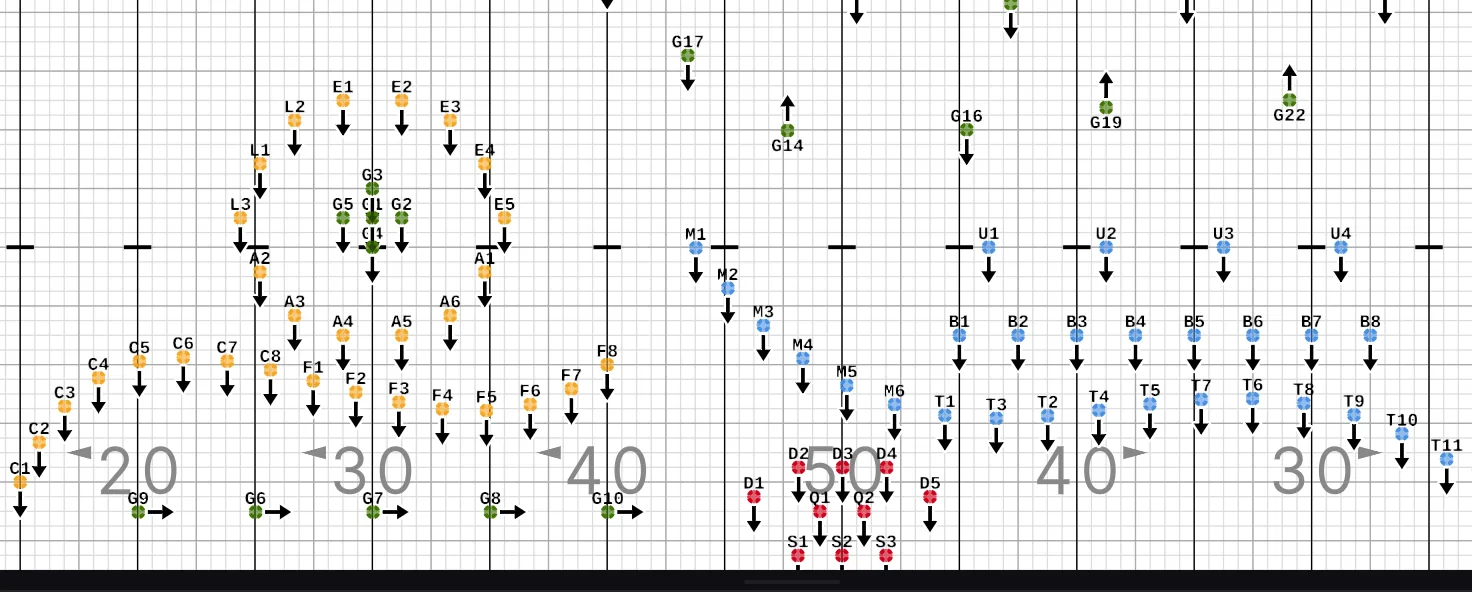 G17
E1 E2
L2 E3
G16
G19
G22
G14
L1 E4
G3
L3 G5 G1 G2 E5
G4
M1 U1 U2 U3 U4
A2 A1
M2
A3 A6
M3
A4 A5 B1 B2 B3 B4 B5 B6 B7 B8
C5 C6 C7 C8 F8 M4
C4 F1 F2 F7 M5
C3 F3 F4 F5 F6 M6 T1 T3 T2 T4 T5 T7 T6 T8 T9
C2 T10
T11
20 30 40 50 40 30
D2 D3 D4
C1 D1 D5
G9 G6 G7 G8 G10 Q1 Q2
S1 S2 S3